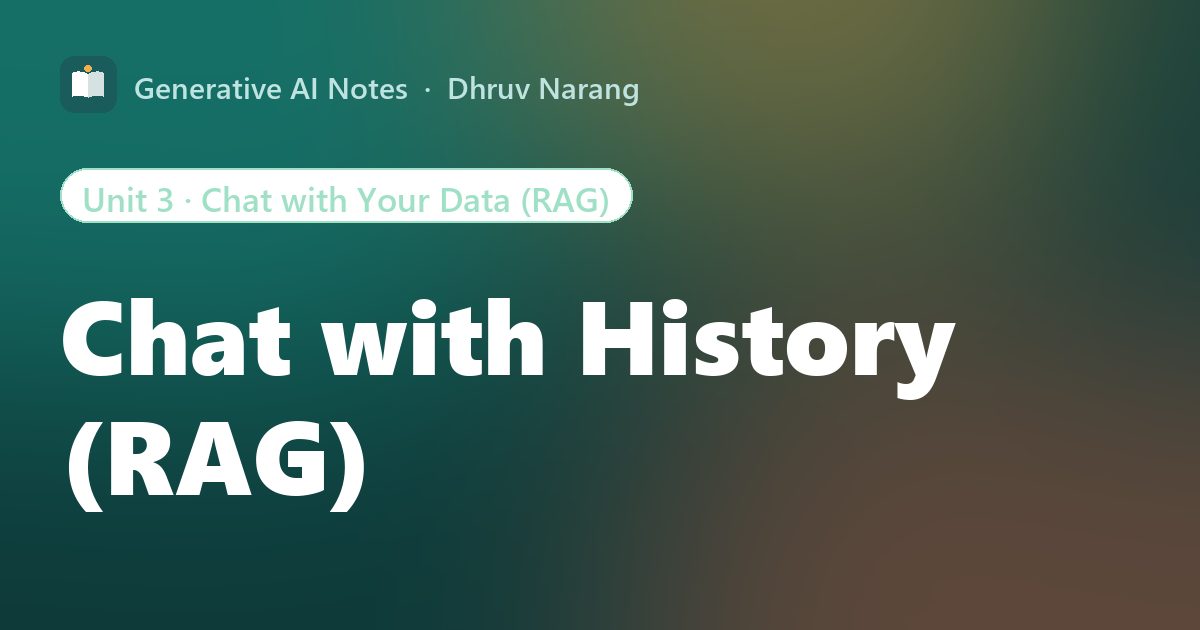 Generative AI Notes · Dhruv Narang
Unit 3 · Chat with Your Data (RAG)
Chat with History
(RAG)